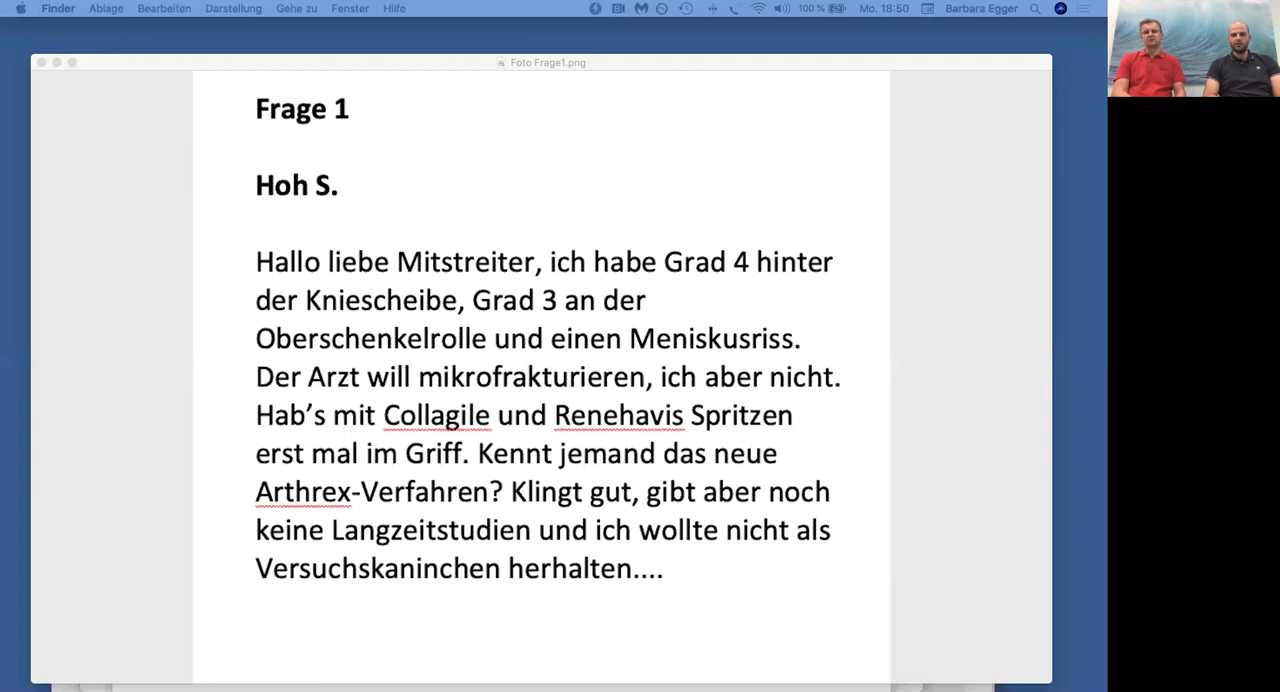 Finder Ablage Bearbeiten Darstellung Gehe zu Fenster Hilfe 100 % Mo. 18:50 Barbara Egger
Foto Frage1.png
Frage 1
Hoh S.
Hallo liebe Mitstreiter, ich habe Grad 4 hinter
der Kniescheibe, Grad 3 an der
Oberschenkelrolle und einen Meniskusriss.
Der Arzt will mikrofrakturieren, ich aber nicht.
Hab’s mit Collagile und Renehavis Spritzen
erst mal im Griff. Kennt jemand das neue
Arthrex-Verfahren? Klingt gut, gibt aber noch
keine Langzeitstudien und ich wollte nicht als
Versuchskaninchen herhalten....